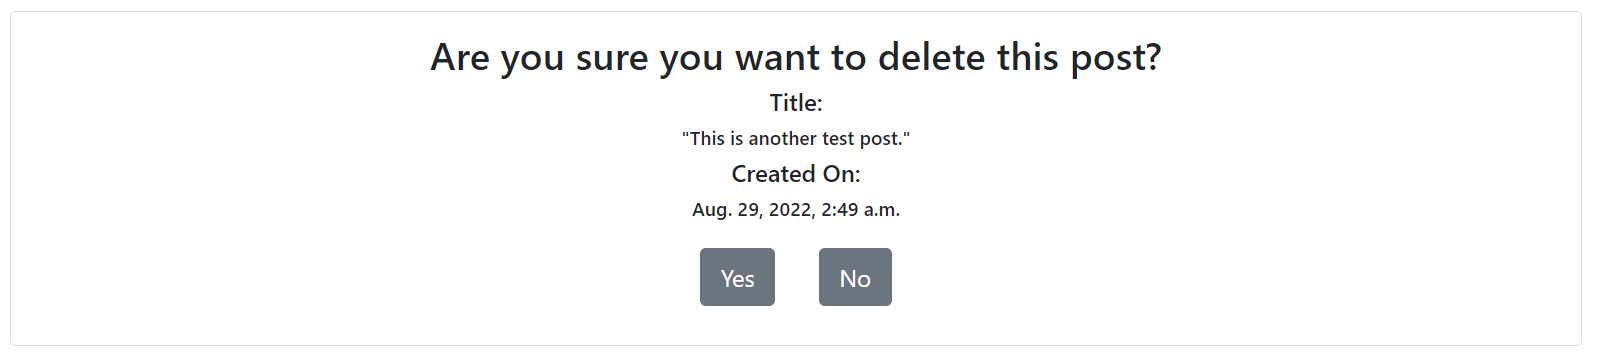 Are you sure you want to delete this post?
Title:
"This is another test post."
Created On:
Aug. 29, 2022, 2:49 a.m.
Yes No